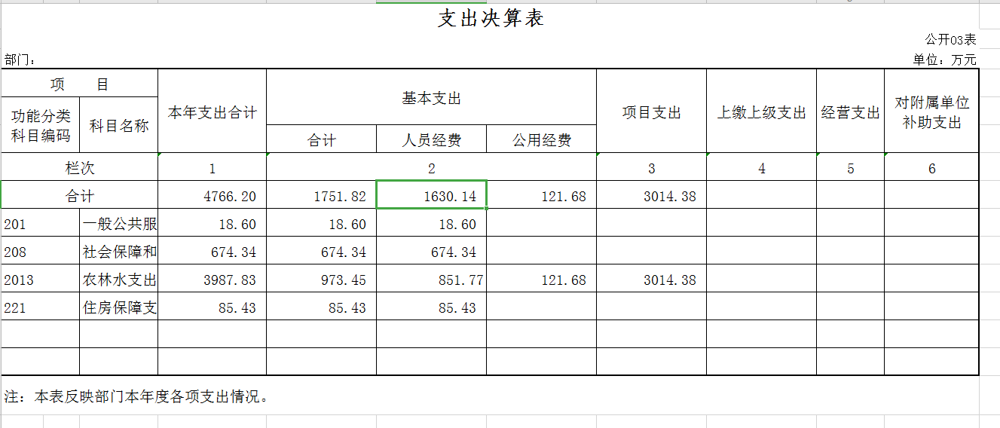 支出决算表
公开03表
部门：
单位：万元
项 目
本年支出合计
基本支出
项目支出
上缴上级支出
经营支出
对附属单位
补助支出
功能分类
科目编码
科目名称
合计
人员经费
公用经费
栏次 1 2 3 4 5 6
合计 4766.20 1751.82 1630.14 121.68 3014.38
201 一般公共服 18.60 18.60 18.60
208 社会保障和 674.34 674.34 674.34
2013 农林水支出 3987.83 973.45 851.77 121.68 3014.38
221 住房保障支 85.43 85.43 85.43
注：本表反映部门本年度各项支出情况。